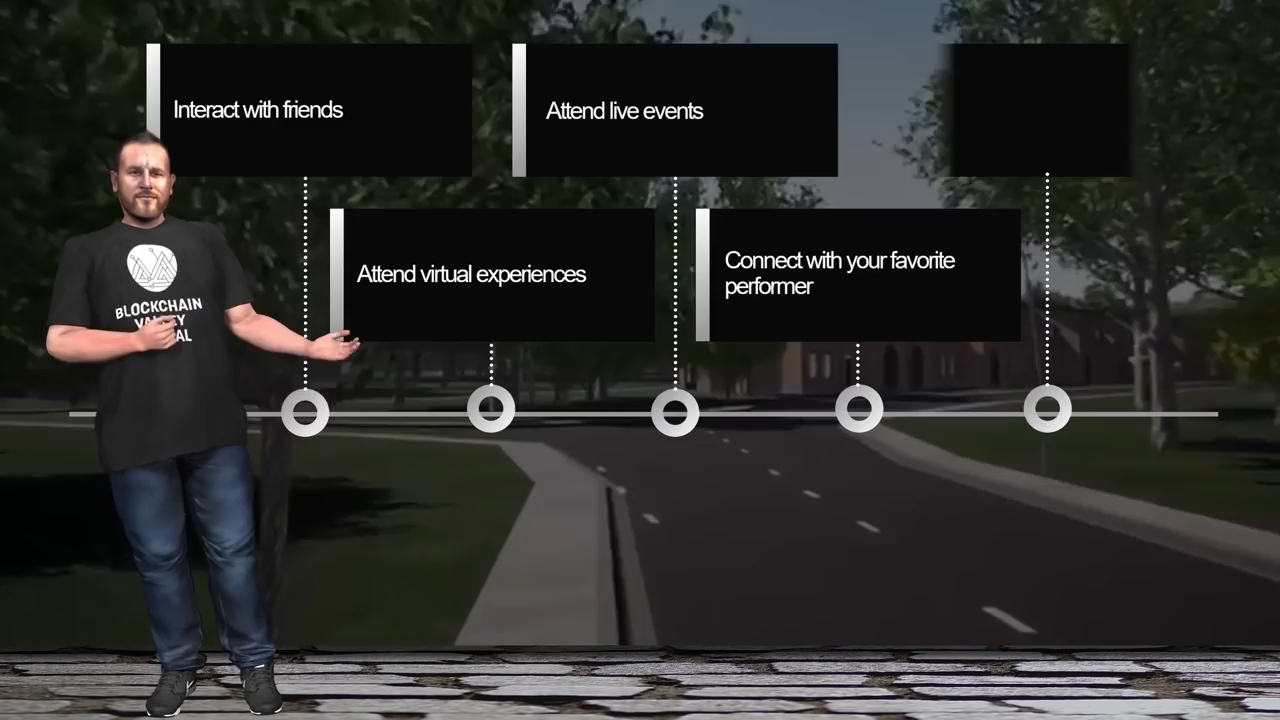 Interact with friends
Attend live events
Attend virtual experiences
Connect with your favorite
performer
BLOCKCHAIN